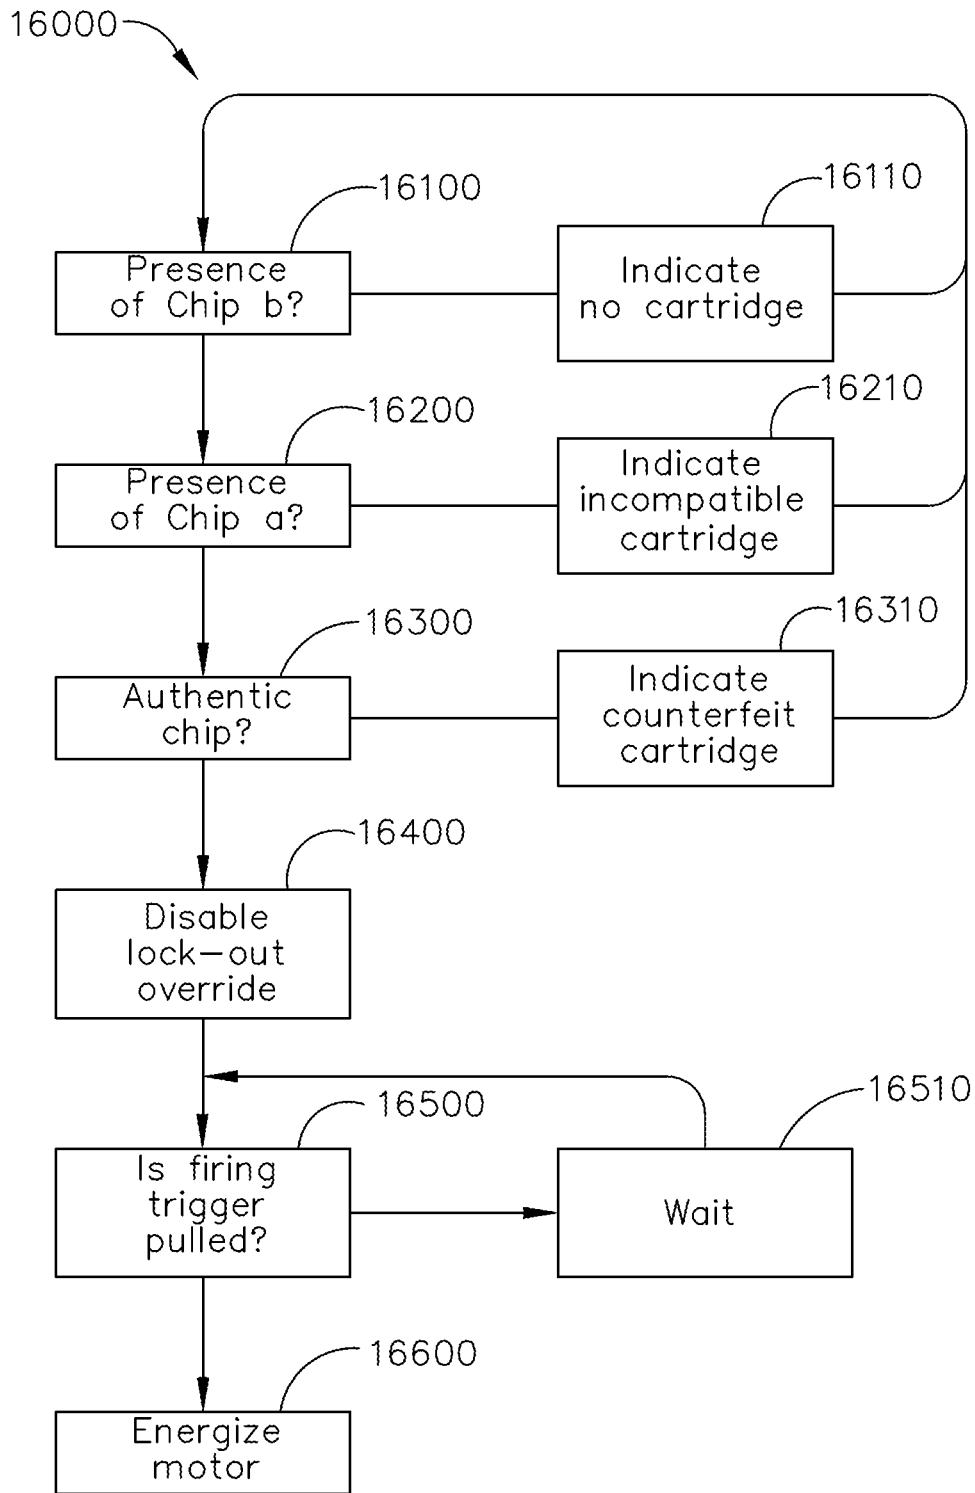 16000
16100
Presence
of Chip b?
16110
Indicate
no cartridge
16200
Presence
of Chip a?
16210
Indicate
incompatible
cartridge
16300
Authentic
chip?
16310
Indicate
counterfeit
cartridge
16400
Disable
lock-out
override
16500
Is firing
trigger
pulled?
16510
Wait
16600
Energize
motor